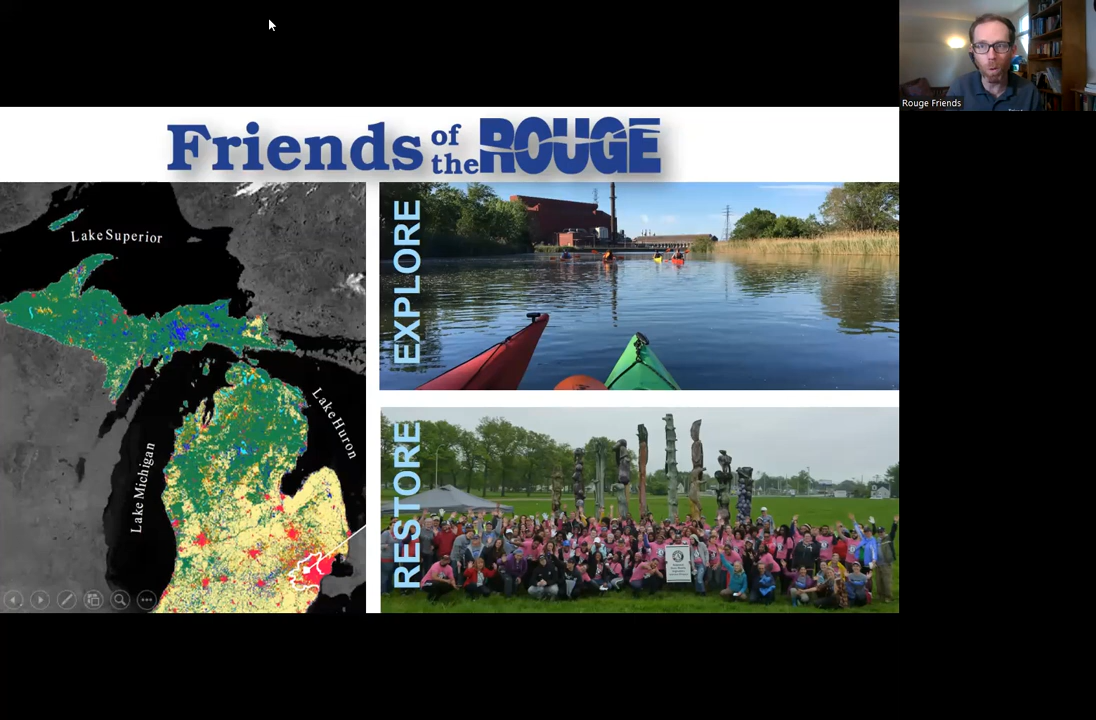 Rouge Friends
Friends of the ROUGE
Lake Superior
Lake Huron
Lake Michigan
EXPLORE
RESTORE